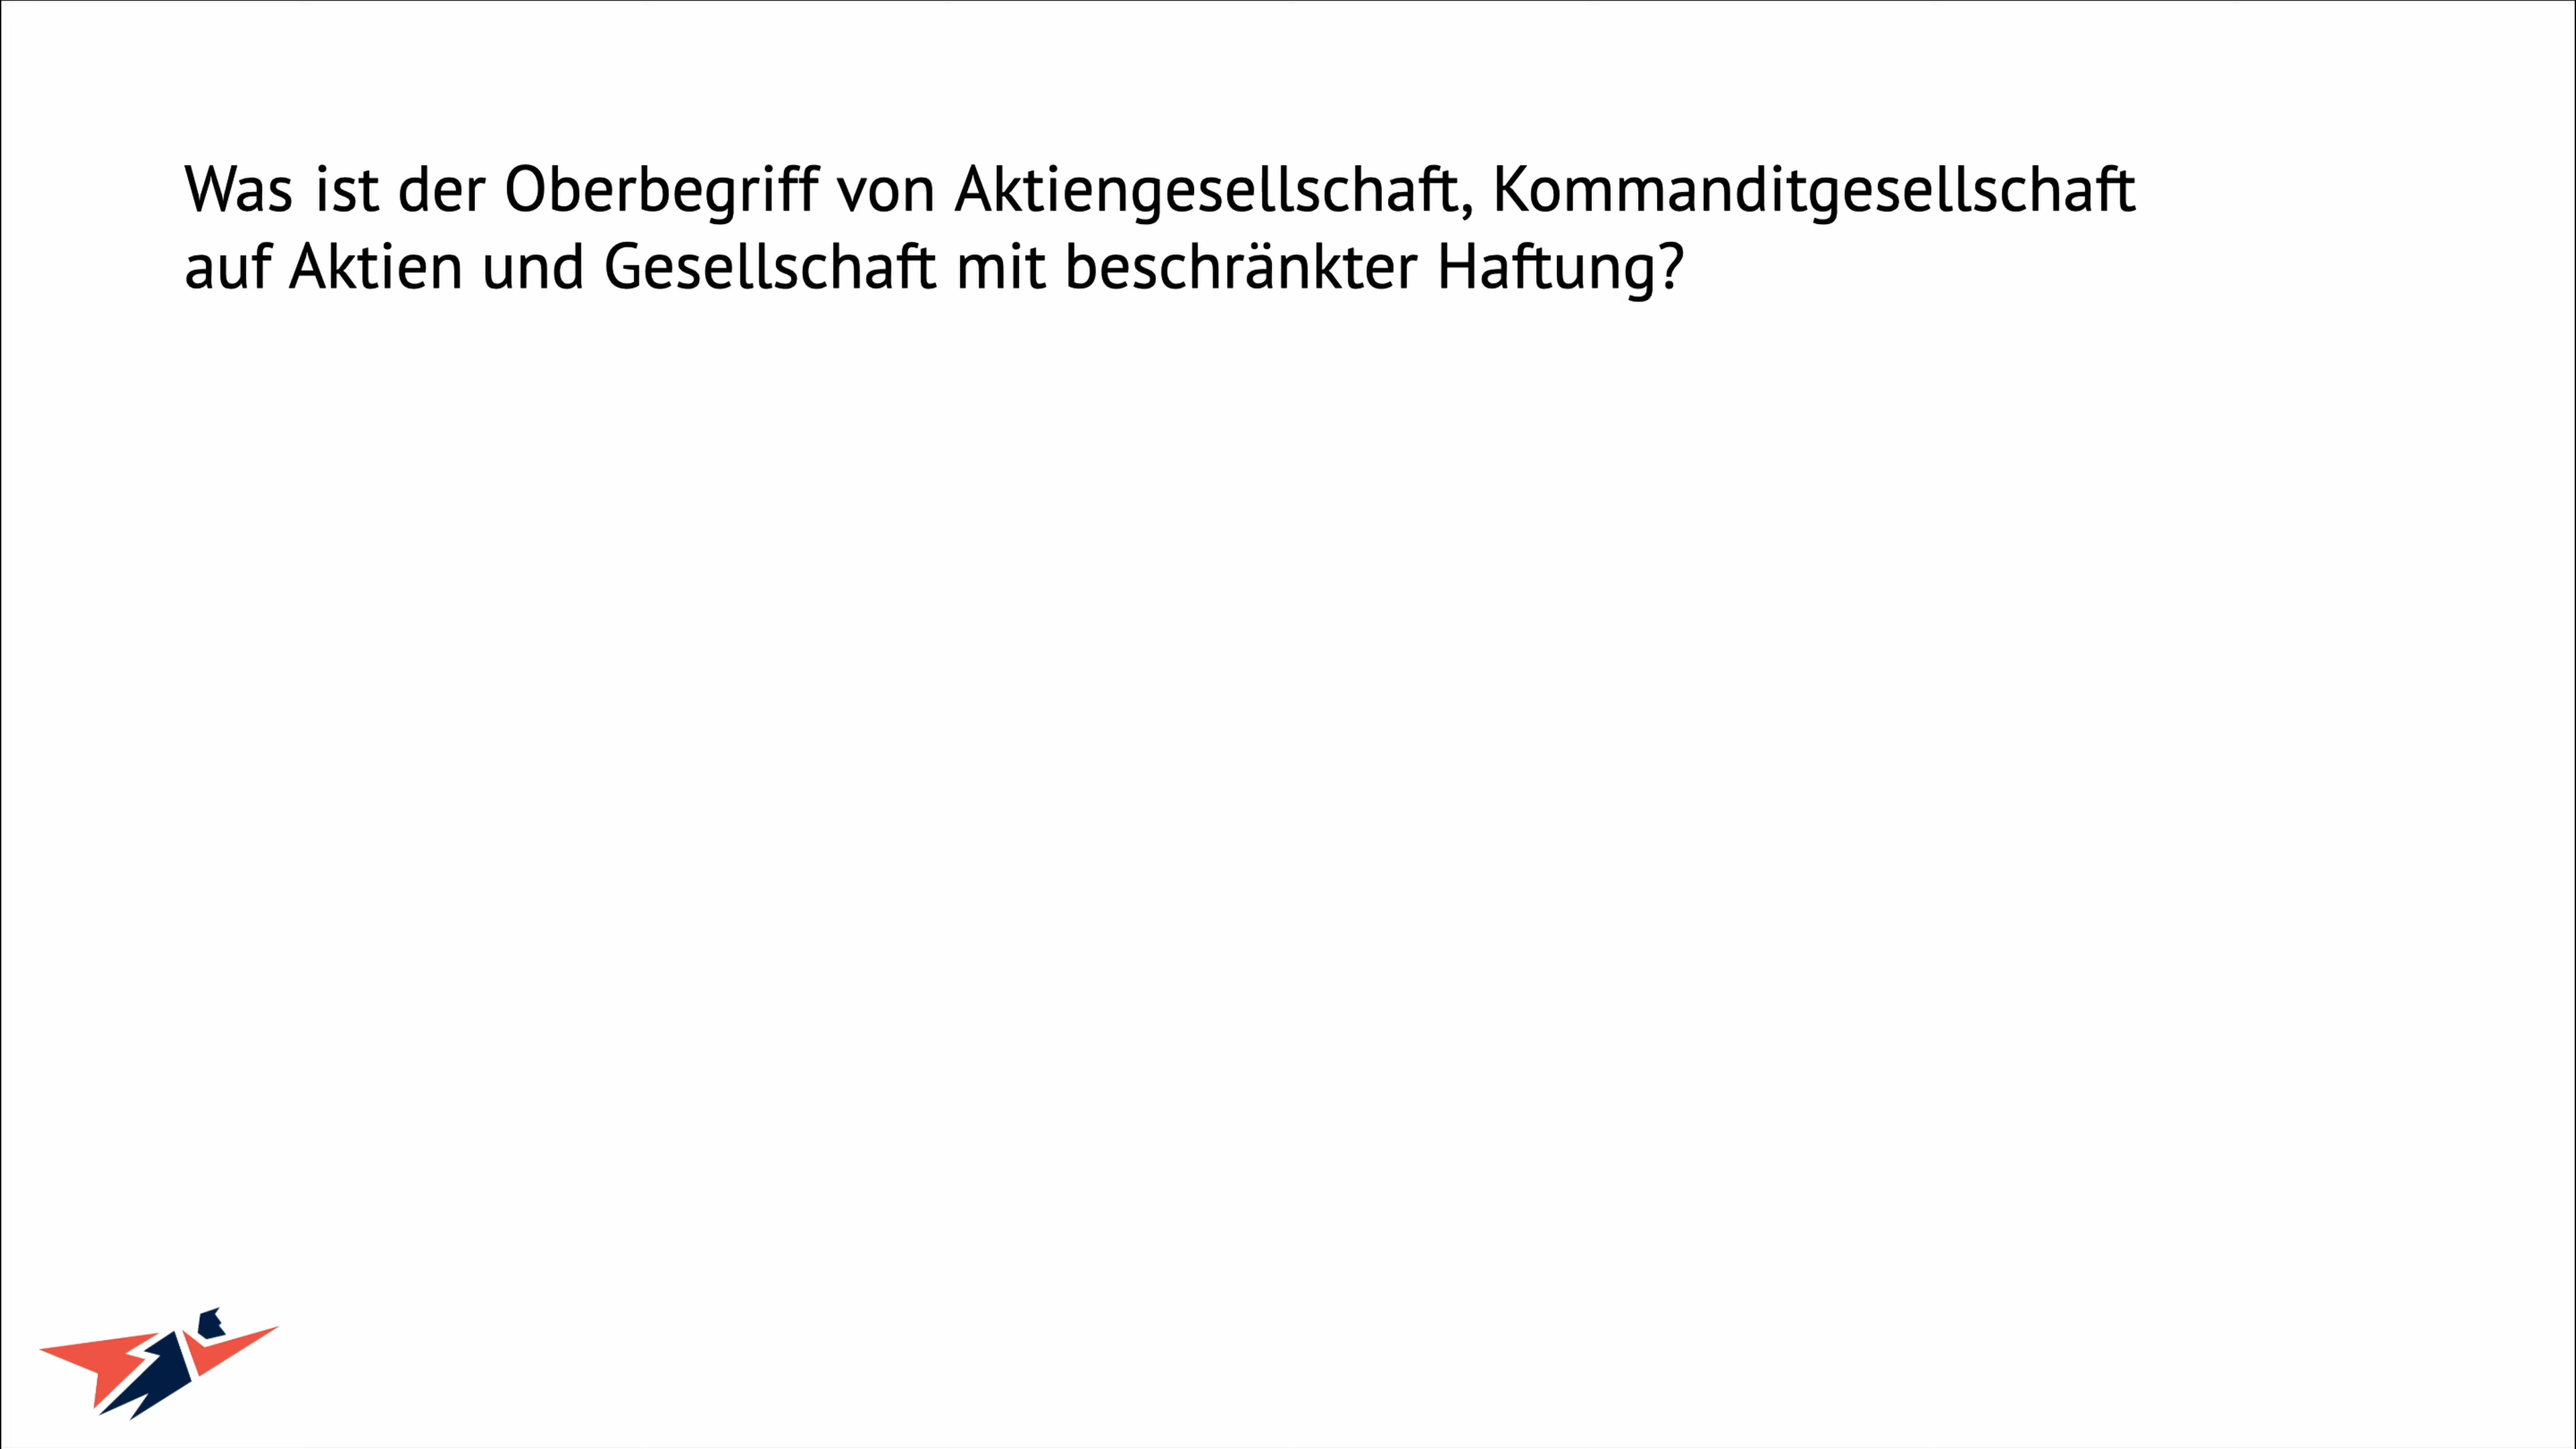 Was ist der Oberbegriff von Aktiengesellschaft, Kommanditgesellschaft
auf Aktien und Gesellschaft mit beschränkter Haftung?